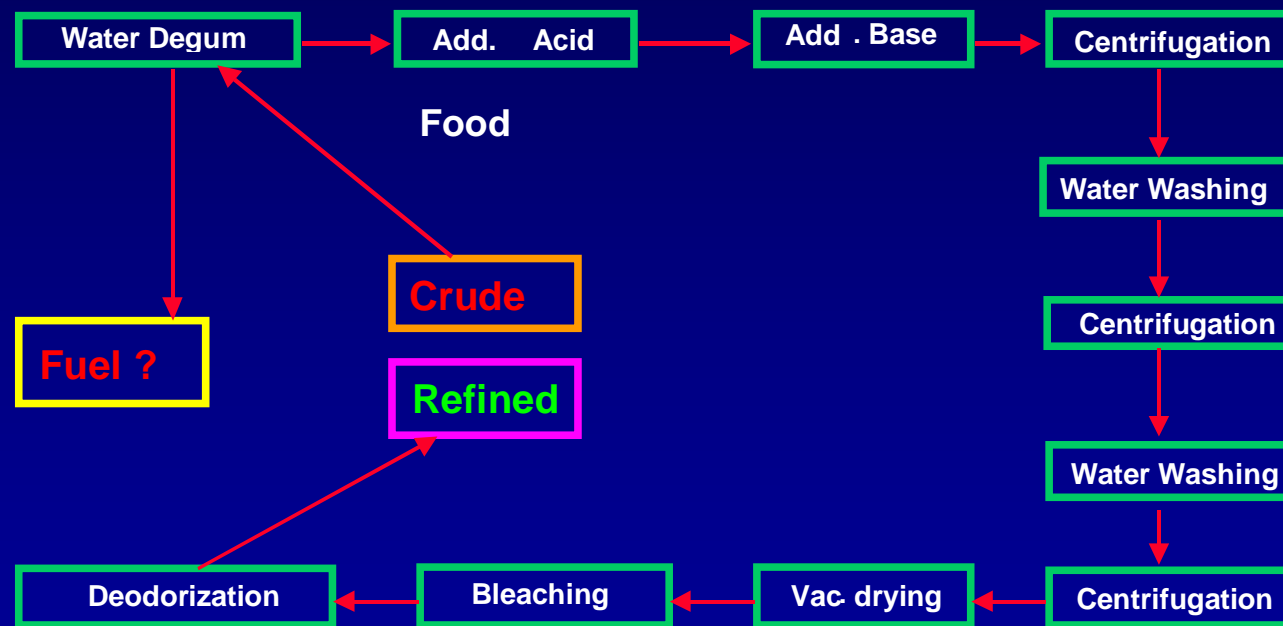 Water Degum
Add. Acid
Add . Base
Centrifugation
Food
Water Washing
Crude
Centrifugation
Fuel ?
Refined
Water Washing
Deodorization
Bleaching
Vac. drying
Centrifugation